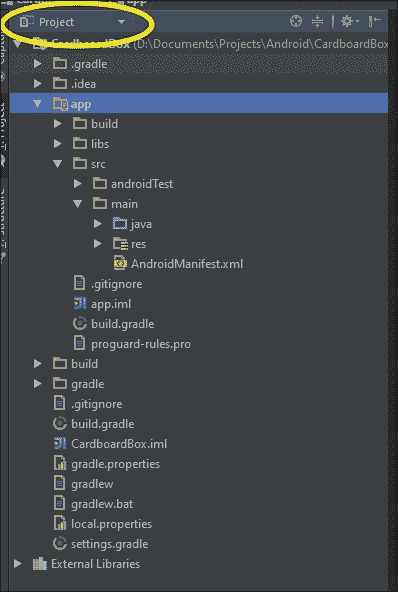 app
Project
CardboardBox (D:\Documents\Projects\Android\CardboardBox
.gradle
.idea
app
build
libs
src
androidTest
main
java
res
AndroidManifest.xml
.gitignore
app.iml
build.gradle
proguard-rules.pro
build
gradle
.gitignore
build.gradle
CardboardBox.iml
gradle.properties
gradlew
gradlew.bat
local.properties
settings.gradle
External Libraries